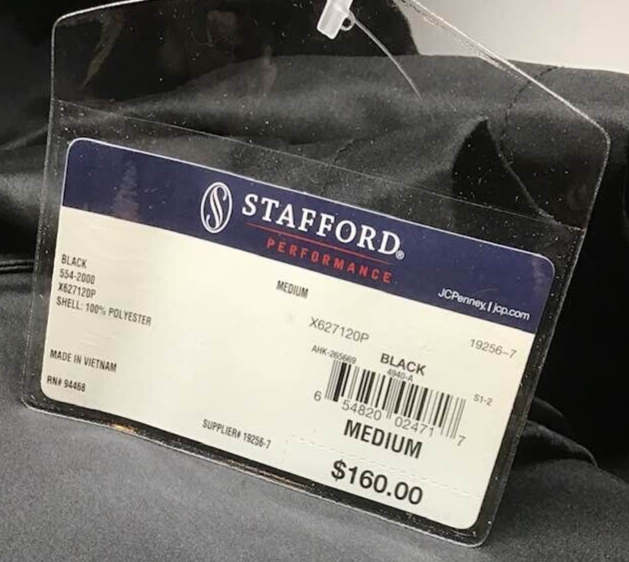 STAFFORD®
PERFORMANCE
JCPenney. | jcp.com
BLACK
554-2000
X627120P
SHELL: 100% POLYESTER
MADE IN VIETNAM
RN# 94468
MEDIUM
SUPPLIER# 19256-7
X627120P
19256-7
AHK-265669
BLACK
4940-A
S1-2
6 54820 02471 7
MEDIUM
$160.00